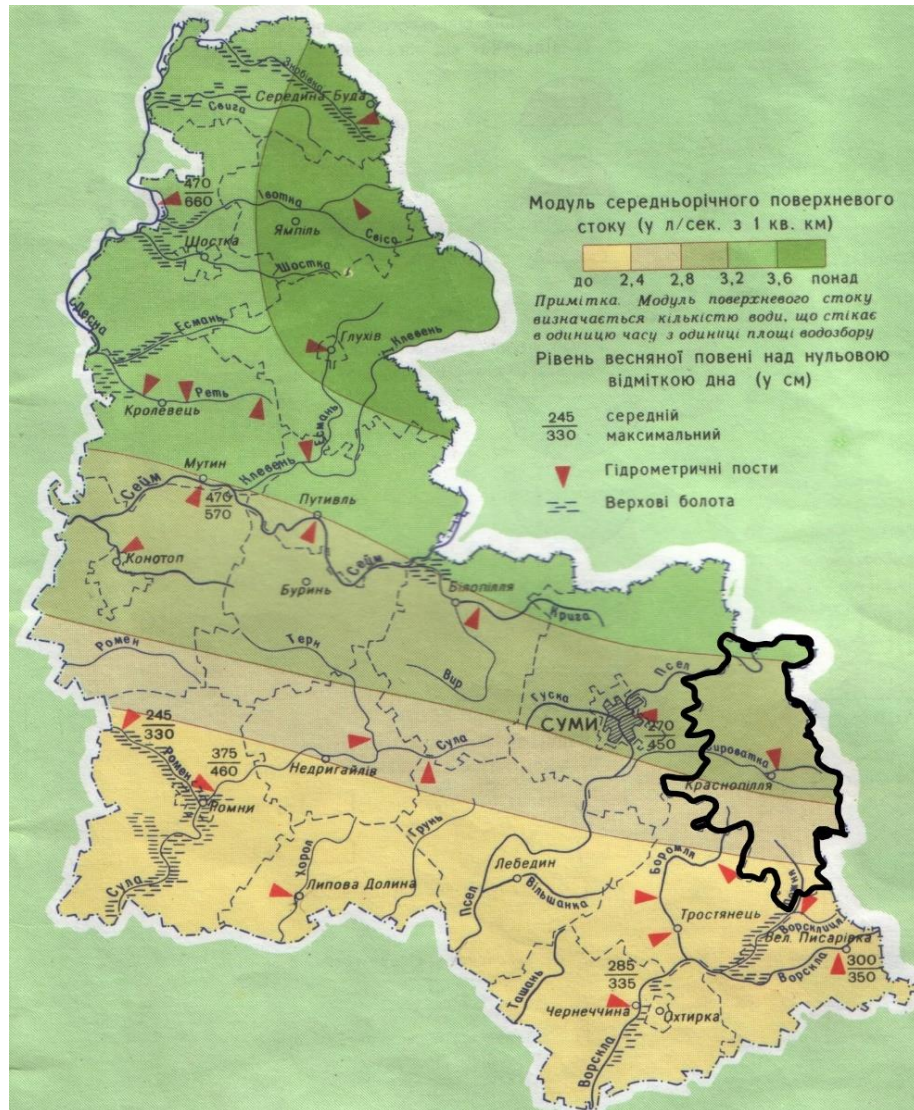 Знобівка
Середина-Буда
Свига
470
660
Івотка
Ямпіль
Свіса
Шостка
Шостка
Десна
Есмань
Глухів
Клевень
Реть
Кролевець
Есмань
Клевень
Мутин
Сейм
470
570
Путивль
Конотоп
Сейм
Буринь
Білопілля
Крига
Терн
Ромен
Вир
Псел
Гуска
СУМИ
270
450
Сироватка
Краснопілля
245
330
Ромен
375
460
Недригайлів
Сула
Ромни
Грунь
Сула
Хорол
Липова Долина
Псел
Лебедин
Вільшанка
Боромля
Тростянець
Ворсклиця
Вел. Писарівка
Ворскла
300
350
Ташань
285
335
Чернеччина
Охтирка
Ворскла
Модуль середньорічного поверхневого
стоку (у л/сек. з 1 кв. км)
до 2,4 2,8 3,2 3,6 понад
Примітка. Модуль поверхневого стоку
визначається кількістю води, що стікає
в одиницю часу з одиниці площі водозбору
Рівень весняної повені над нульовою
відміткою дна (у см)
245 середній
330 максимальний
Гідрометричні пости
Верхові болота